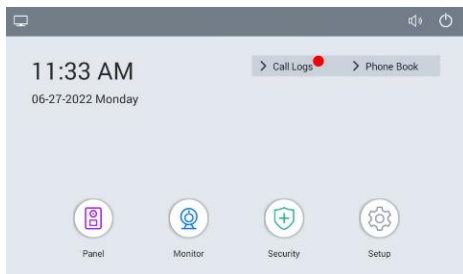 11:33 AM
06-27-2022 Monday
> Call Logs
> Phone Book
Panel
Monitor
Security
Setup